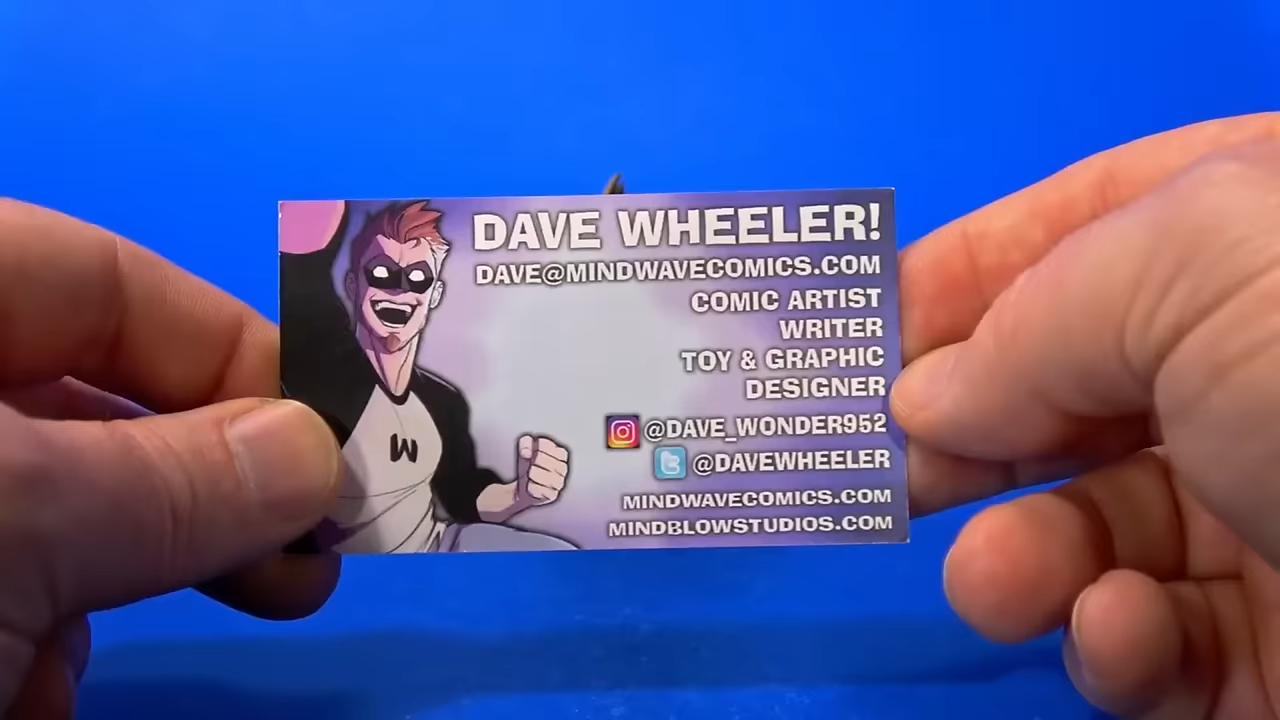 DAVE WHEELER!
DAVE@MINDWAVECOMICS.COM
COMIC ARTIST
WRITER
TOY & GRAPHIC
DESIGNER
@DAVE_WONDER952
@DAVEWHEELER
MINDWAVECOMICS.COM
MINDBLOWSTUDIOS.COM
W